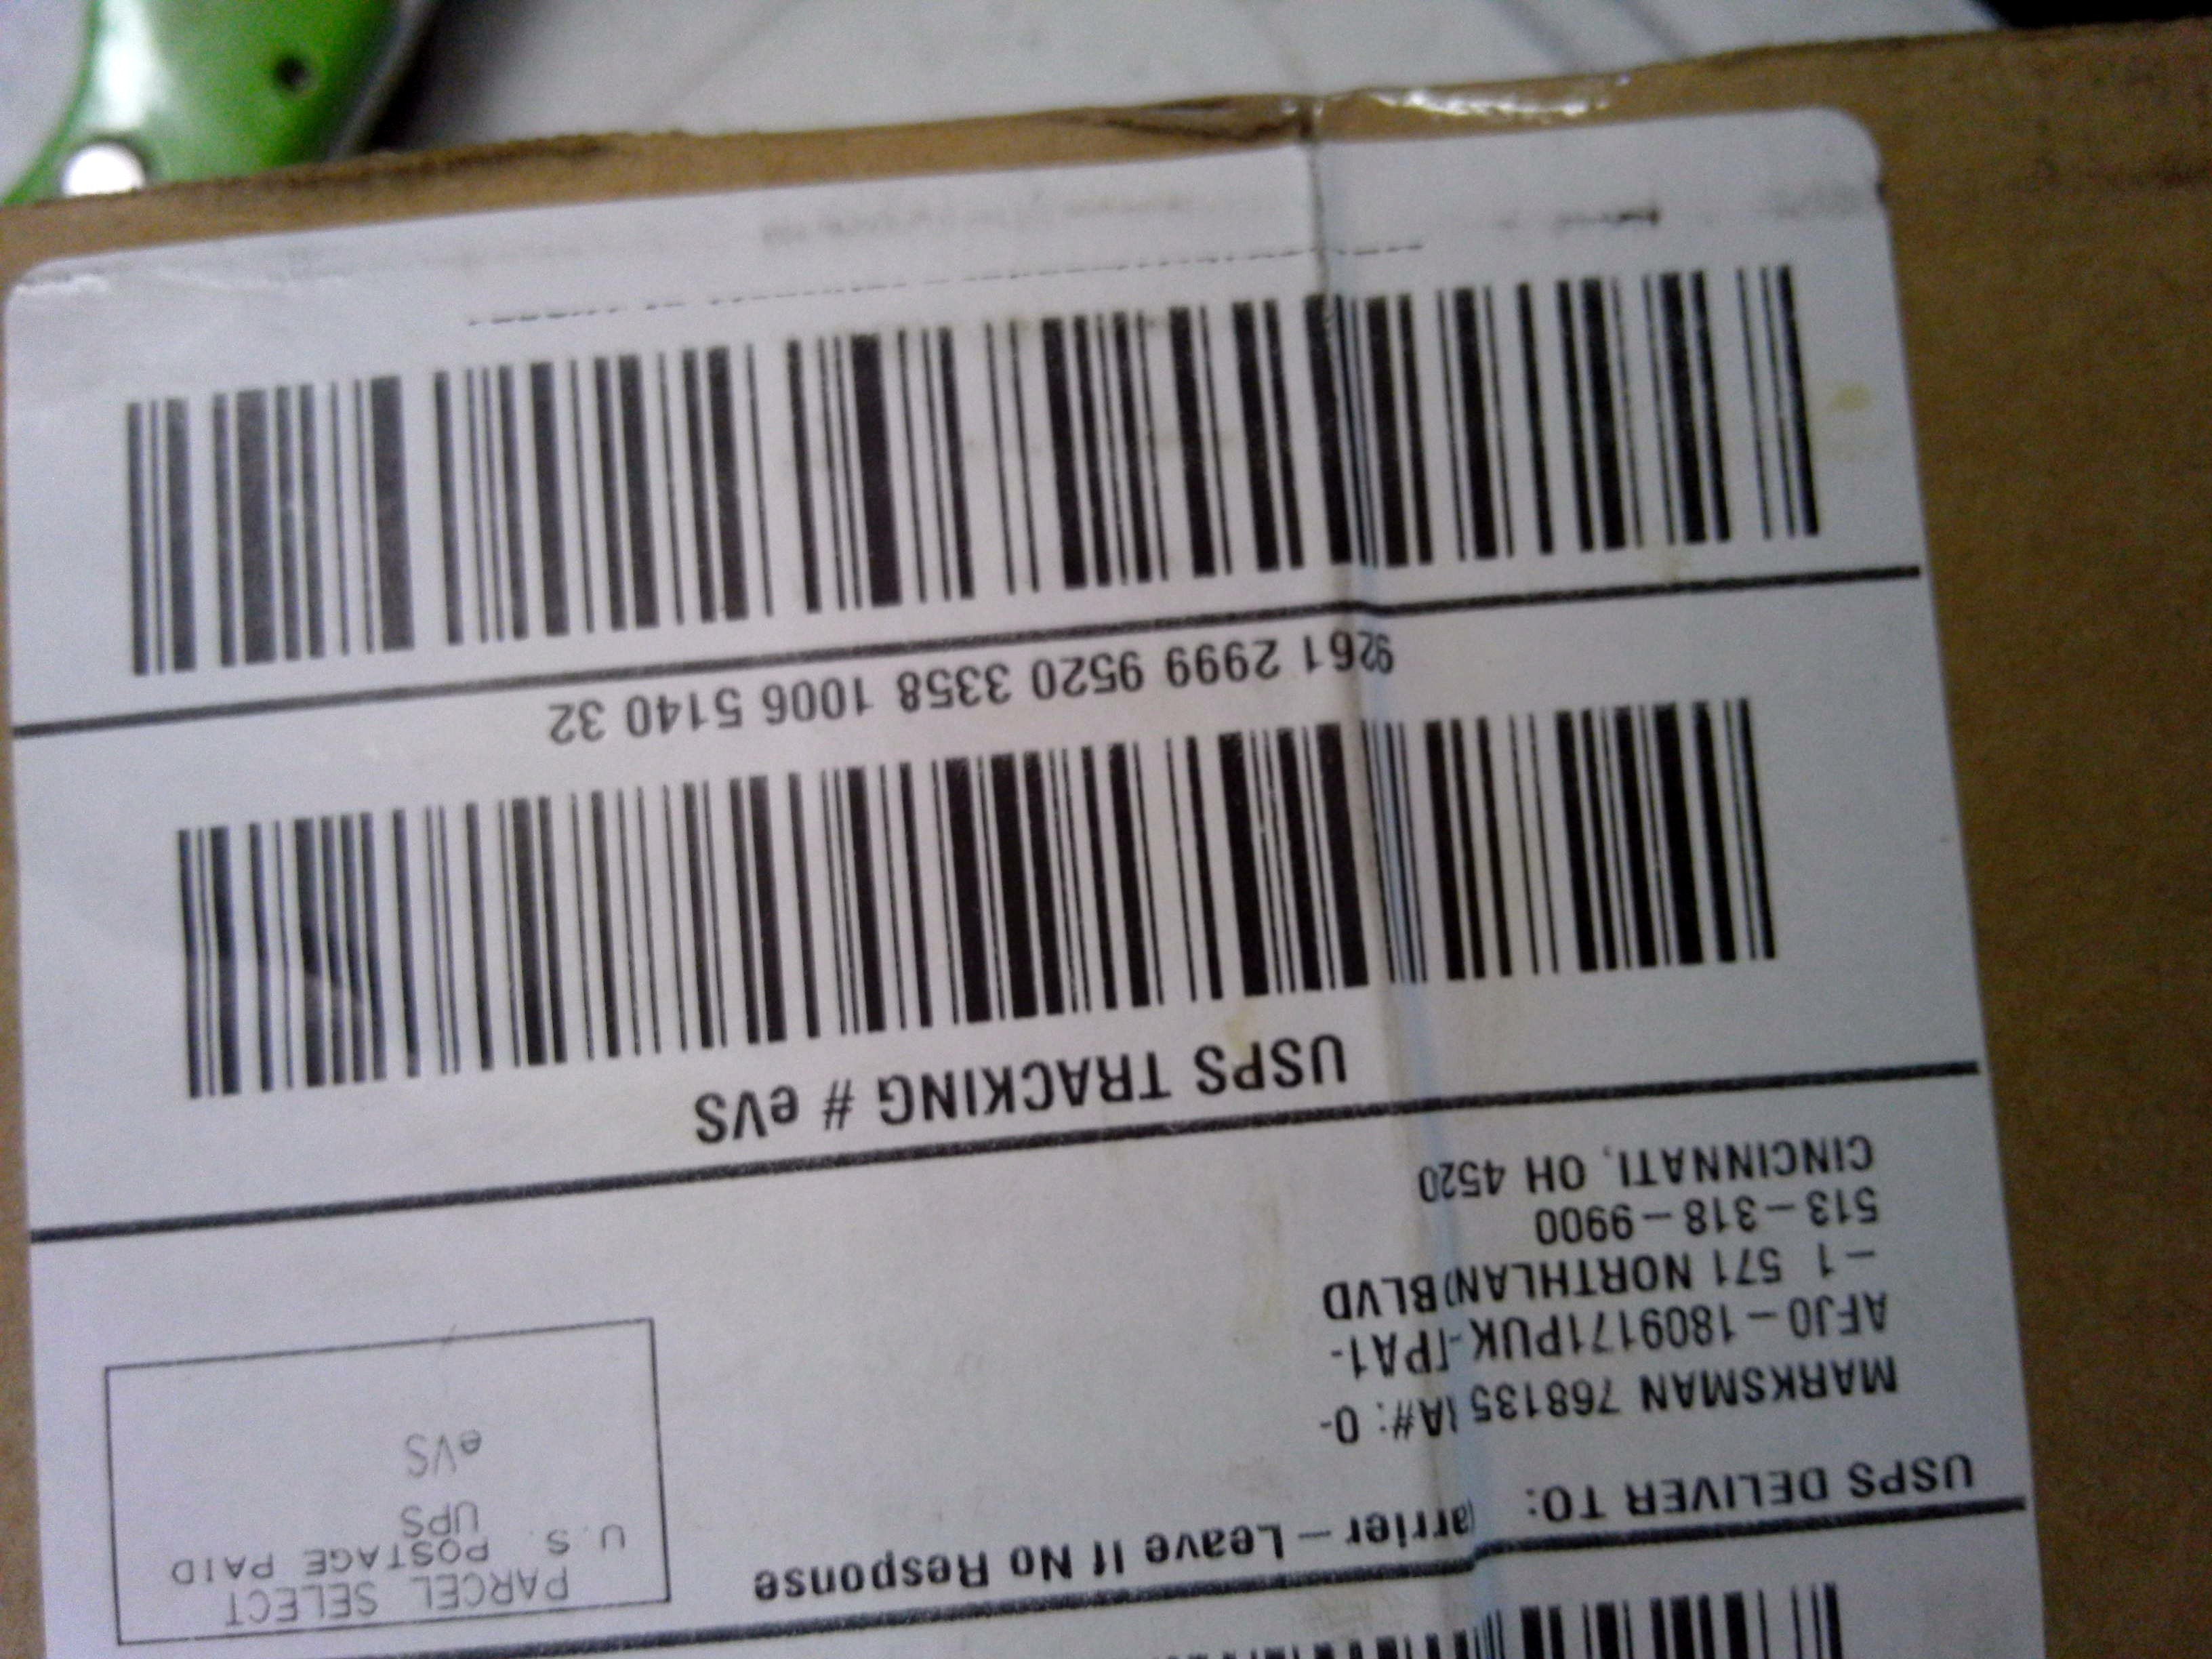 PARCEL SELECT
U.S. POSTAGE PAID
UPS
eVS
arrier – Leave If No Response
USPS DELIVER TO:
MARKSMAN 768135 IA#: 0-
AFJ0 – 1809171PUK-
– 1 571 NORTHLAN BLVD
513 – 318 – 9900
CINCINNATI, OH 4520
USPS TRACKING # eVS
9261 2999 9520 3358 1006 5140 32